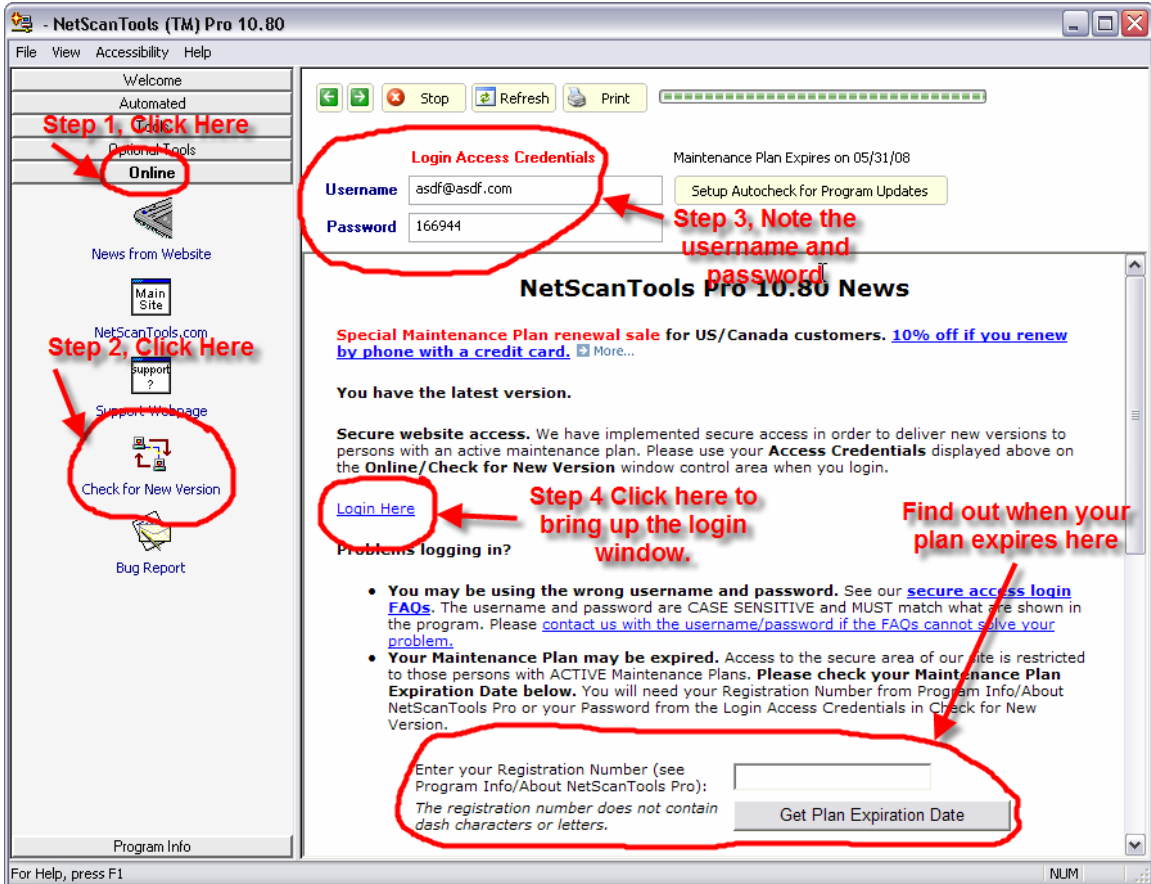 - NetScanTools (TM) Pro 10.80
File View Accessibility Help
Welcome
Automated
Tools
Step 1, Click Here
Optional Tools
Online
News from Website
Main
Site
NetScanTools.com
Step 2, Click Here
support
?
Support Webpage
Check for New Version
Bug Report
Program Info
Stop Refresh Print
Login Access Credentials
Maintenance Plan Expires on 05/31/08
Username asdf@asdf.com
Setup Autocheck for Program Updates
Password 166944
Step 3, Note the
username and
password
NetScanTools Pro 10.80 News
Special Maintenance Plan renewal sale for US/Canada customers. 10% off if you renew
by phone with a credit card. More...
You have the latest version.
Secure website access. We have implemented secure access in order to deliver new versions to
persons with an active maintenance plan. Please use your Access Credentials displayed above on
the Online/Check for New Version window control area when you login.
Login Here
Step 4 Click here to
bring up the login
window.
Find out when your
plan expires here
Problems logging in?
• You may be using the wrong username and password. See our secure access login
FAQs. The username and password are CASE SENSITIVE and MUST match what are shown in
the program. Please contact us with the username/password if the FAQs cannot solve your
problem.
• Your Maintenance Plan may be expired. Access to the secure area of our site is restricted
to those persons with ACTIVE Maintenance Plans. Please check your Maintenance Plan
Expiration Date below. You will need your Registration Number from Program Info/About
NetScanTools Pro or your Password from the Login Access Credentials in Check for New
Version.
Enter your Registration Number (see
Program Info/About NetScanTools Pro):
The registration number does not contain
dash characters or letters.
Get Plan Expiration Date
For Help, press F1
NUM